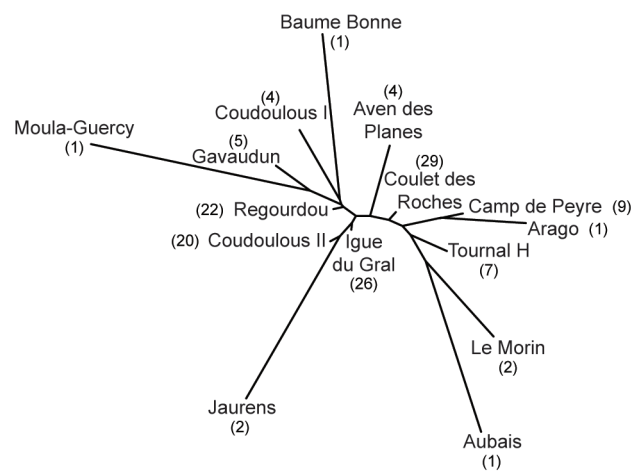 Baume Bonne
(1)
(4)
Coudoulous I
(4)
Aven des
Planes
Moula-Guercy
(1)
(5)
Gavaudun
(29)
Coulet des
Roches
(22) Regourdou
Camp de Peyre (9)
Arago (1)
(20) Coudoulous II
Igue
du Gral
(26)
Tournal H
(7)
Le Morin
(2)
Jaurens
(2)
Aubais
(1)